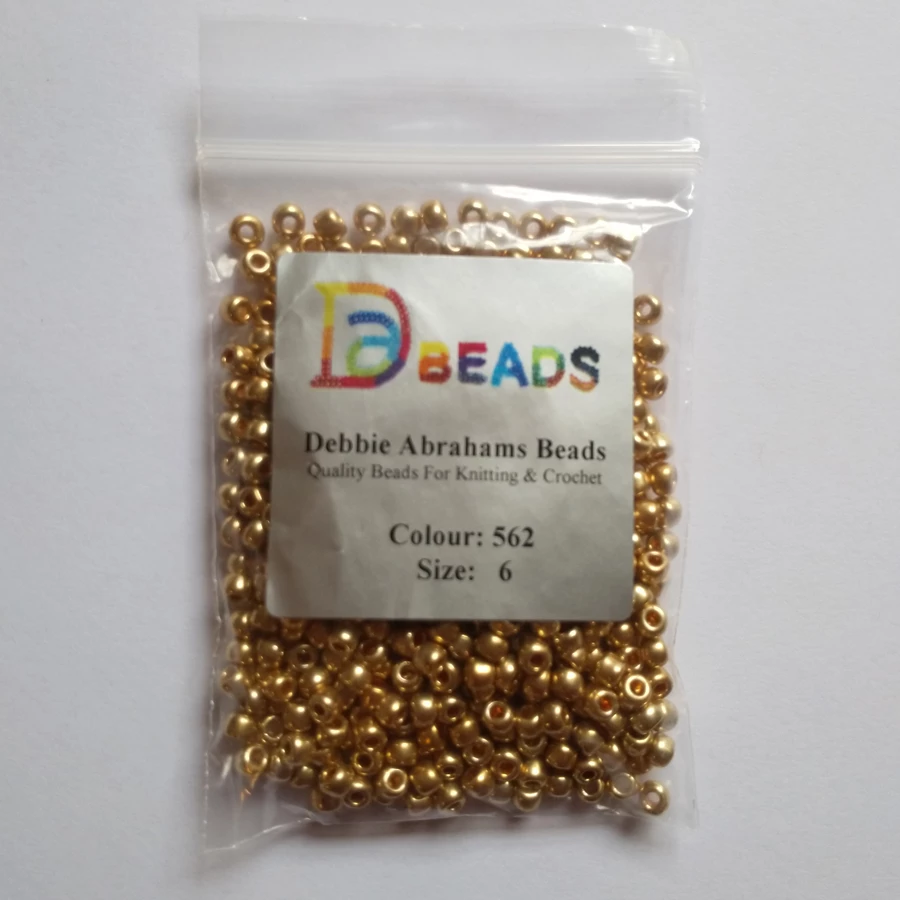 Da BEADS
Debbie Abrahams Beads
Quality Beads For Knitting & Crochet
Colour: 562
Size: 6